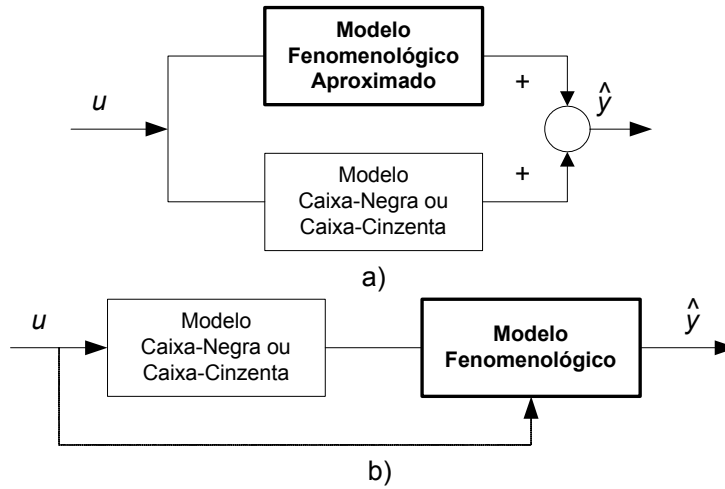 Modelo
Fenomenológico
Aproximado
u
+
ŷ
+
Modelo
Caixa-Negra ou
Caixa-Cinzenta
a)
u
Modelo
Caixa-Negra ou
Caixa-Cinzenta
Modelo
Fenomenológico
ŷ
b)